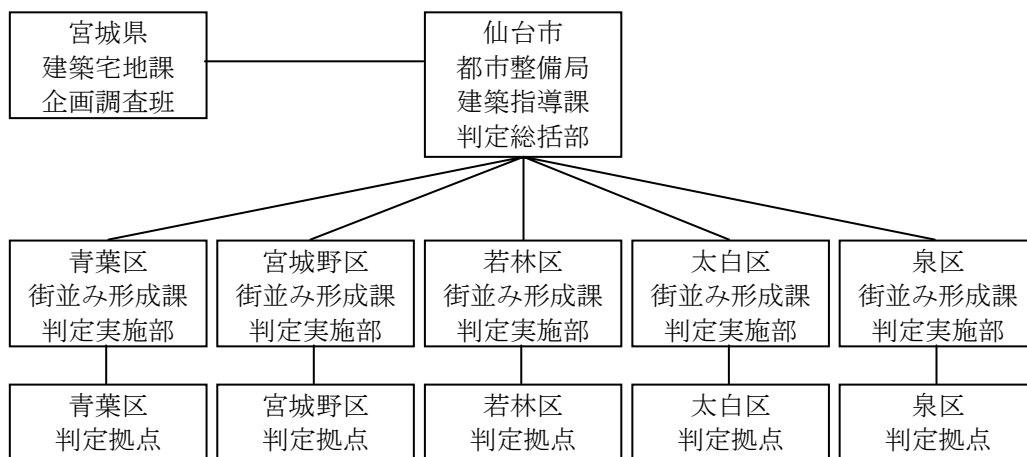 宮城県
建築宅地課
企画調査班
仙台市
都市整備局
建築指導課
判定総括部
青葉区
街並み形成課
判定実施部
宮城野区
街並み形成課
判定実施部
若林区
街並み形成課
判定実施部
太白区
街並み形成課
判定実施部
泉区
街並み形成課
判定実施部
青葉区
判定拠点
宮城野区
判定拠点
若林区
判定拠点
太白区
判定拠点
泉区
判定拠点